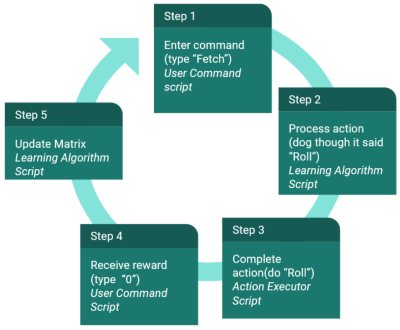 Step 1
Enter command
(type “Fetch”)
User Command
script
Step 2
Process action
(dog though it said
“Roll”)
Learning Algorithm
Script
Step 3
Complete
action(do “Roll”)
Action Executor
Script
Step 4
Receive reward
(type “0”)
User Command
Script
Step 5
Update Matrix
Learning Algorithm
Script